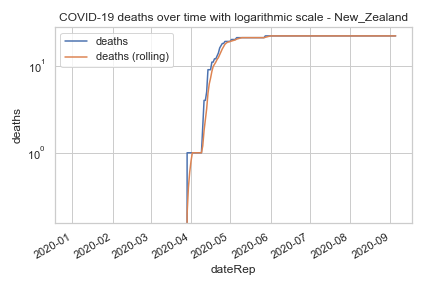 COVID-19 deaths over time with logarithmic scale - New_Zealand
deaths
deaths (rolling)
10¹
10⁰
deaths
2020-01
2020-02
2020-03
2020-04
2020-05
2020-06
2020-07
2020-08
2020-09
dateRep